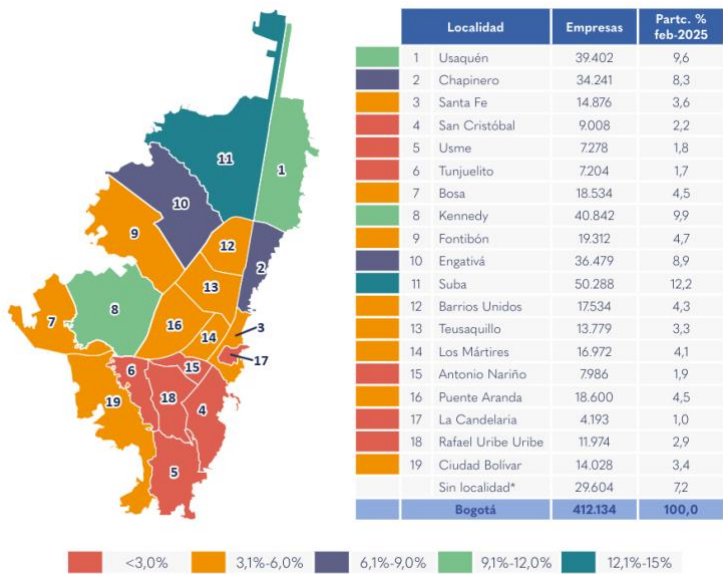 Localidad Empresas Partc. % feb-2025
1 Usaquén 39.402 9,6
2 Chapinero 34.241 8,3
3 Santa Fe 14.876 3,6
4 San Cristóbal 9.008 2,2
5 Usme 7.278 1,8
6 Tunjuelito 7.204 1,7
7 Bosa 18.534 4,5
8 Kennedy 40.842 9,9
9 Fontibón 19.312 4,7
10 Engativá 36.479 8,9
11 Suba 50.288 12,2
12 Barrios Unidos 17.534 4,3
13 Teusaquillo 13.779 3,3
14 Los Mártires 16.972 4,1
15 Antonio Nariño 7.986 1,9
16 Puente Aranda 18.600 4,5
17 La Candelaria 4.193 1,0
18 Rafael Uribe Uribe 11.974 2,9
19 Ciudad Bolívar 14.028 3,4
Sin localidad* 29.604 7,2
Bogotá 412.134 100,0
11
1
10
9
12
2
13
8
7
16
14
3
17
15
6
18
19
4
5
<3,0% 3,1%-6,0% 6,1%-9,0% 9,1%-12,0% 12,1%-15%